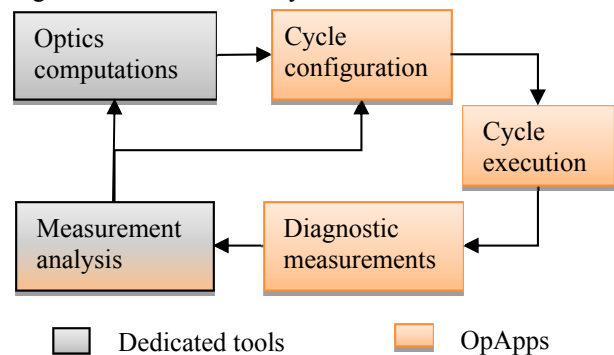 Optics
computations
Cycle
configuration
Cycle
execution
Measurement
analysis
Diagnostic
measurements
Dedicated tools
OpApps